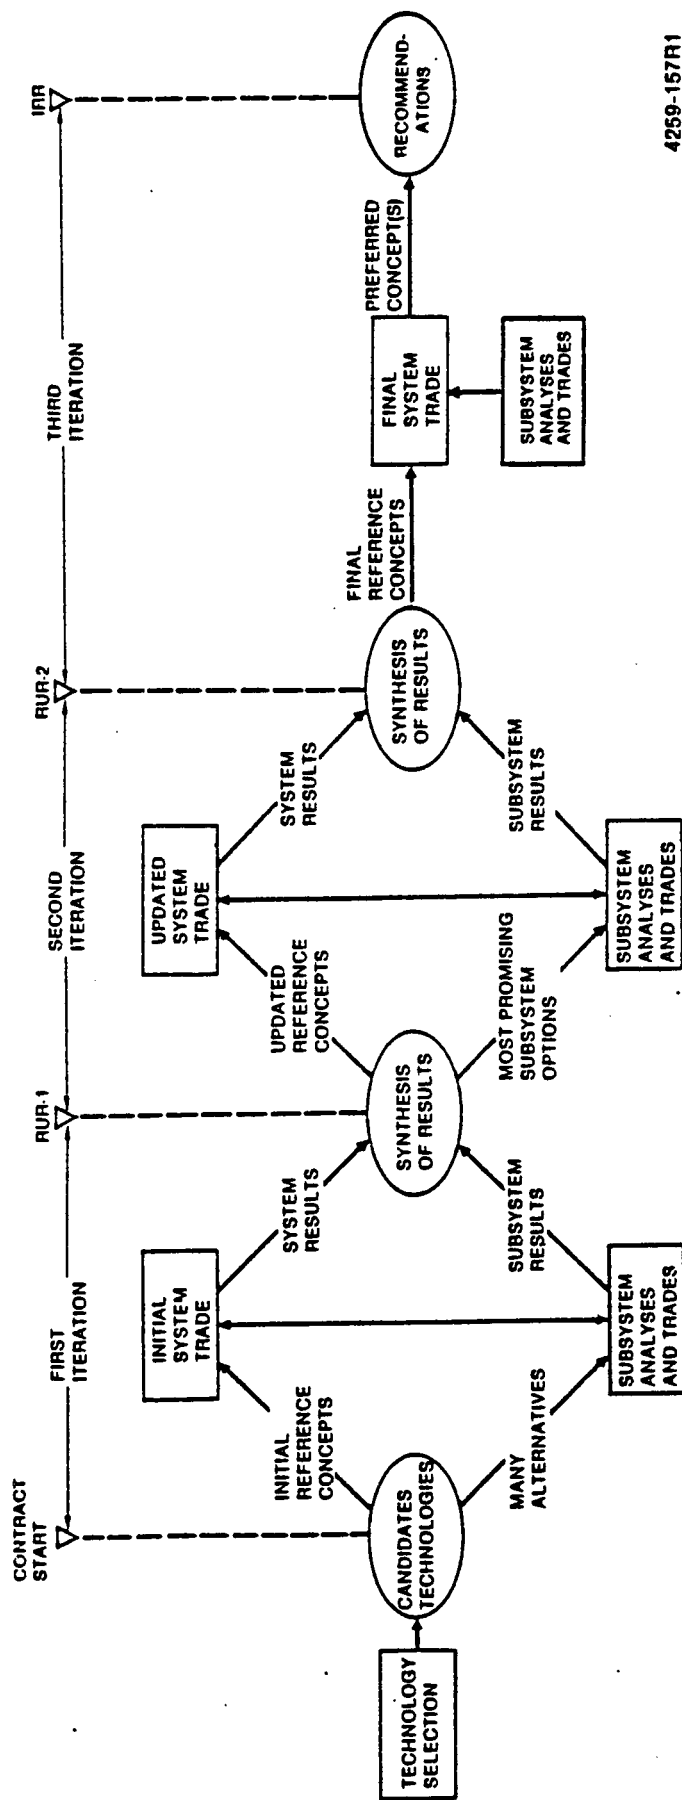 CONTRACT
START
RUR-1
RUR-2
IRR
FIRST
ITERATION
SECOND
ITERATION
THIRD
ITERATION
TECHNOLOGY
SELECTION
CANDIDATES
TECHNOLOGIES
INITIAL
REFERENCE
CONCEPTS
MANY
ALTERNATIVES
INITIAL
SYSTEM
TRADE
SUBSYSTEM
ANALYSES
AND TRADES
SYSTEM
RESULTS
SUBSYSTEM
RESULTS
SYNTHESIS
OF RESULTS
UPDATED
REFERENCE
CONCEPTS
MOST PROMISING
SUBSYSTEM
OPTIONS
UPDATED
SYSTEM
TRADE
SUBSYSTEM
ANALYSES
AND TRADES
SYSTEM
RESULTS
SUBSYSTEM
RESULTS
SYNTHESIS
OF RESULTS
FINAL
REFERENCE
CONCEPTS
FINAL
SYSTEM
TRADE
SUBSYSTEM
ANALYSES
AND TRADES
PREFERRED
CONCEPT(S)
RECOMMEND-
ATIONS
4259-157R1